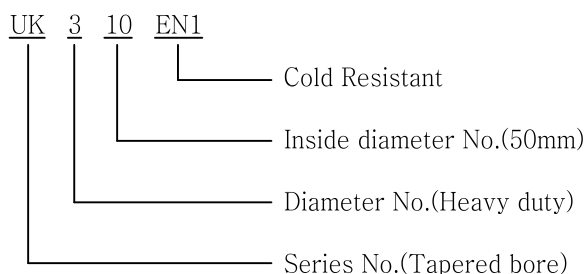 UK 3 10 EN1
Cold Resistant
Inside diameter No.(50mm)
Diameter No.(Heavy duty)
Series No.(Tapered bore)